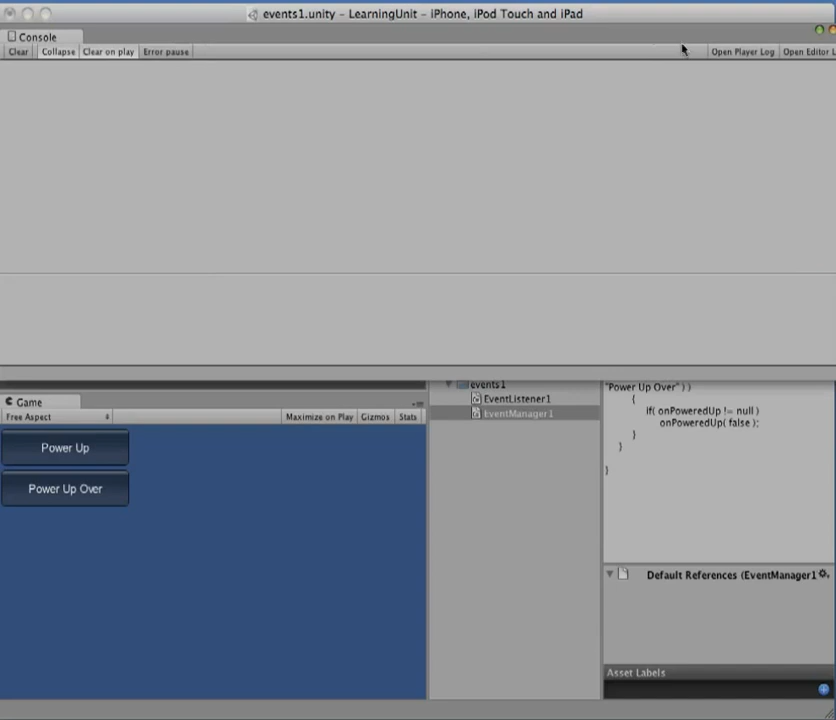 events1.unity – LearningUnit – iPhone, iPod Touch and iPad
Console
Clear Collapse Clear on play Error pause Open Player Log Open Editor L
events1
EventListener1
EventManager1
Game
Free Aspect Maximize on Play Gizmos Stats
Power Up
Power Up Over
"Power Up Over" ) )
{
if( onPoweredUp != null )
onPoweredUp( false );
}
}
}
Default References (EventManager1
Asset Labels